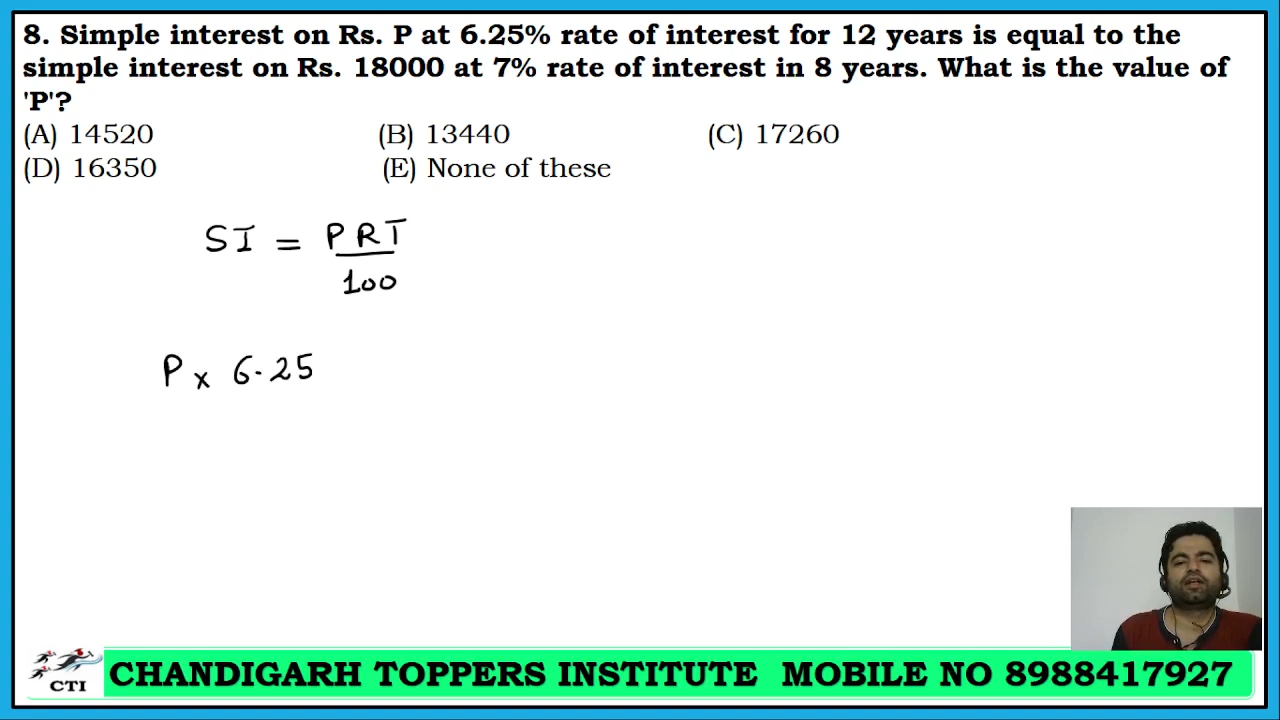 8. Simple interest on Rs. P at 6.25% rate of interest for 12 years is equal to the
simple interest on Rs. 18000 at 7% rate of interest in 8 years. What is the value of
'P'?
(A) 14520 (B) 13440 (C) 17260
(D) 16350 (E) None of these
SI = PRT
100
P x 6.25
CTI
CHANDIGARH TOPPERS INSTITUTE MOBILE NO 8988417927